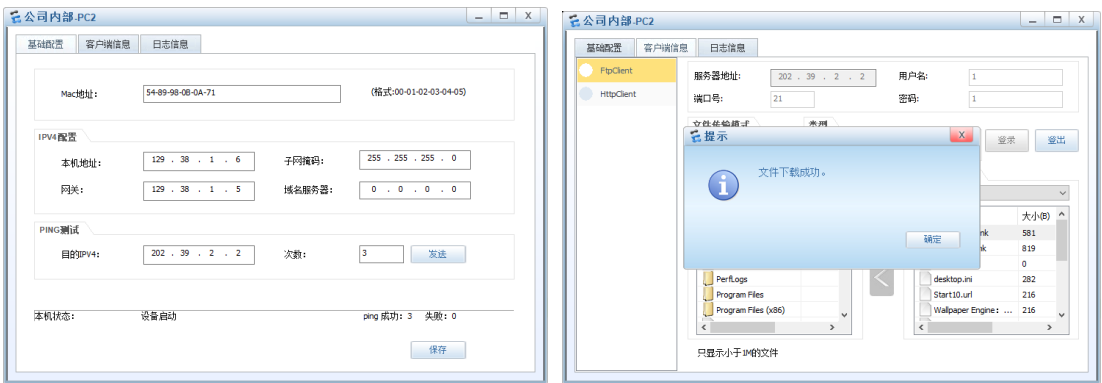 公司内部-PC2
基础配置 客户端信息 日志信息
Mac地址: 54-89-98-0B-0A-71 (格式:00-01-02-03-04-05)
IPV4配置
本机地址: 129 . 38 . 1 . 6 子网掩码: 255 . 255 . 255 . 0
网关: 129 . 38 . 1 . 5 域名服务器: 0 . 0 . 0 . 0
PING测试
目的IPV4: 202 . 39 . 2 . 2 次数: 3 发送
本机状态: 设备启动 ping 成功: 3 失败: 0
保存
公司内部-PC2
基础配置 客户端信息 日志信息
FtpClient
HttpClient
服务器地址: 202 . 39 . 2 . 2 用户名: 1
端口号: 21 密码: 1
文件传输模式 类型
登录 登出
提示
文件下载成功。
确定
大小(B)
nk 581
nk 819
0
PerfLogs desktop.ini 282
Program Files Start10.url 216
Program Files (x86) Wallpaper Engine: ... 216
只显示小于1M的文件